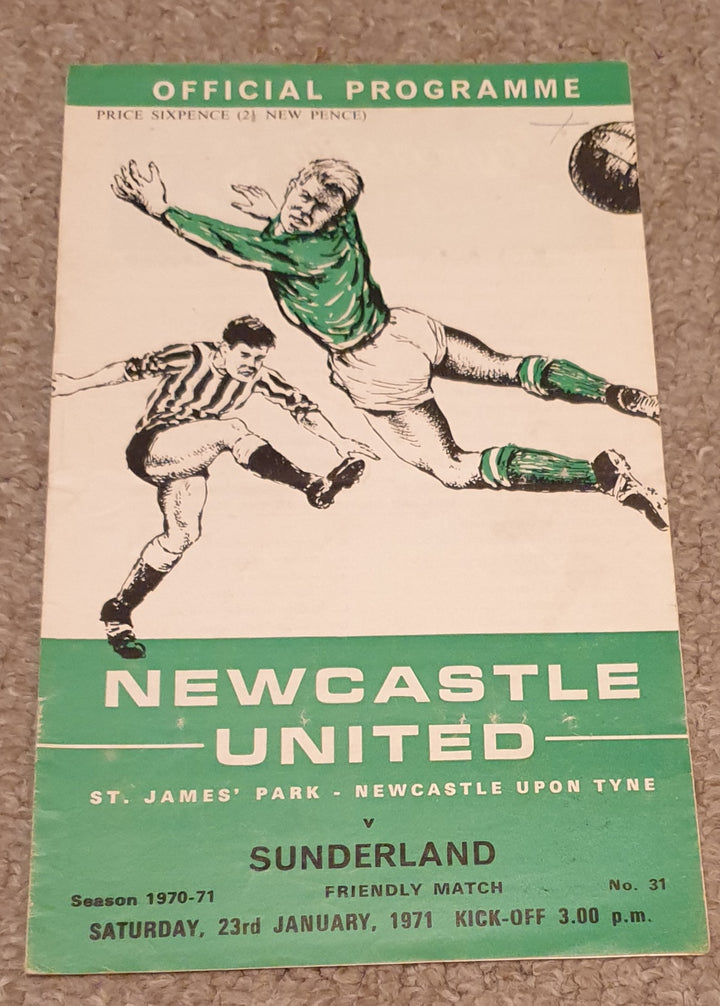 OFFICIAL PROGRAMME
PRICE SIXPENCE (2½ NEW PENCE)
NEWCASTLE
UNITED
ST. JAMES' PARK - NEWCASTLE UPON TYNE
v
SUNDERLAND
Season 1970-71 FRIENDLY MATCH No. 31
SATURDAY, 23rd JANUARY, 1971 KICK-OFF 3.00 p.m.